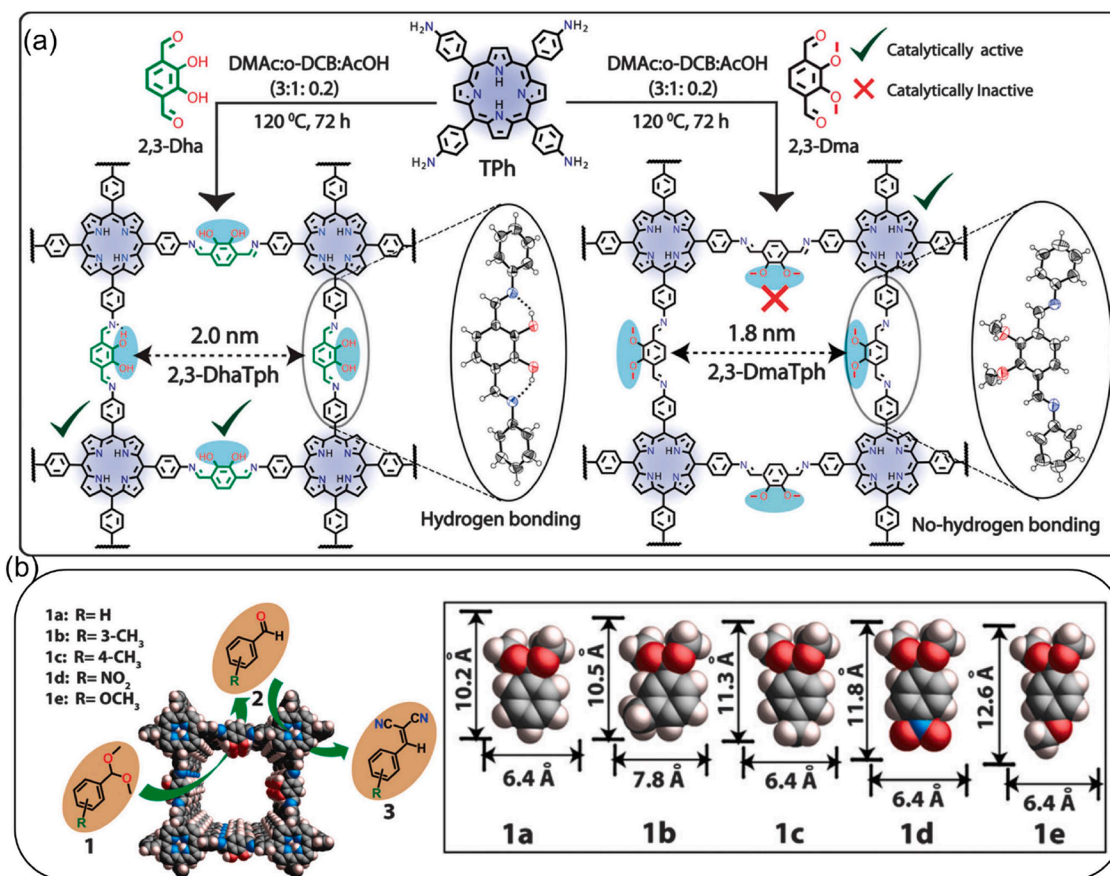 (a)
2,3-Dha
DMAc:o-DCB:AcOH
(3:1: 0.2)
120 ⁰C, 72 h
TPh
DMAc:o-DCB:AcOH
(3:1: 0.2)
120 ⁰C, 72 h
2,3-Dma
Catalytically active
Catalytically Inactive
2.0 nm
2,3-DhaTph
Hydrogen bonding
1.8 nm
2,3-DmaTph
No-hydrogen bonding
(b)
1a: R= H
1b: R= 3-CH₃
1c: R= 4-CH₃
1d: R= NO₂
1e: R= OCH₃
1
2
3
10.2 Å
6.4 Å
1a
10.5 Å
7.8 Å
1b
11.3 Å
6.4 Å
1c
11.8 Å
6.4 Å
1d
12.6 Å
6.4 Å
1e